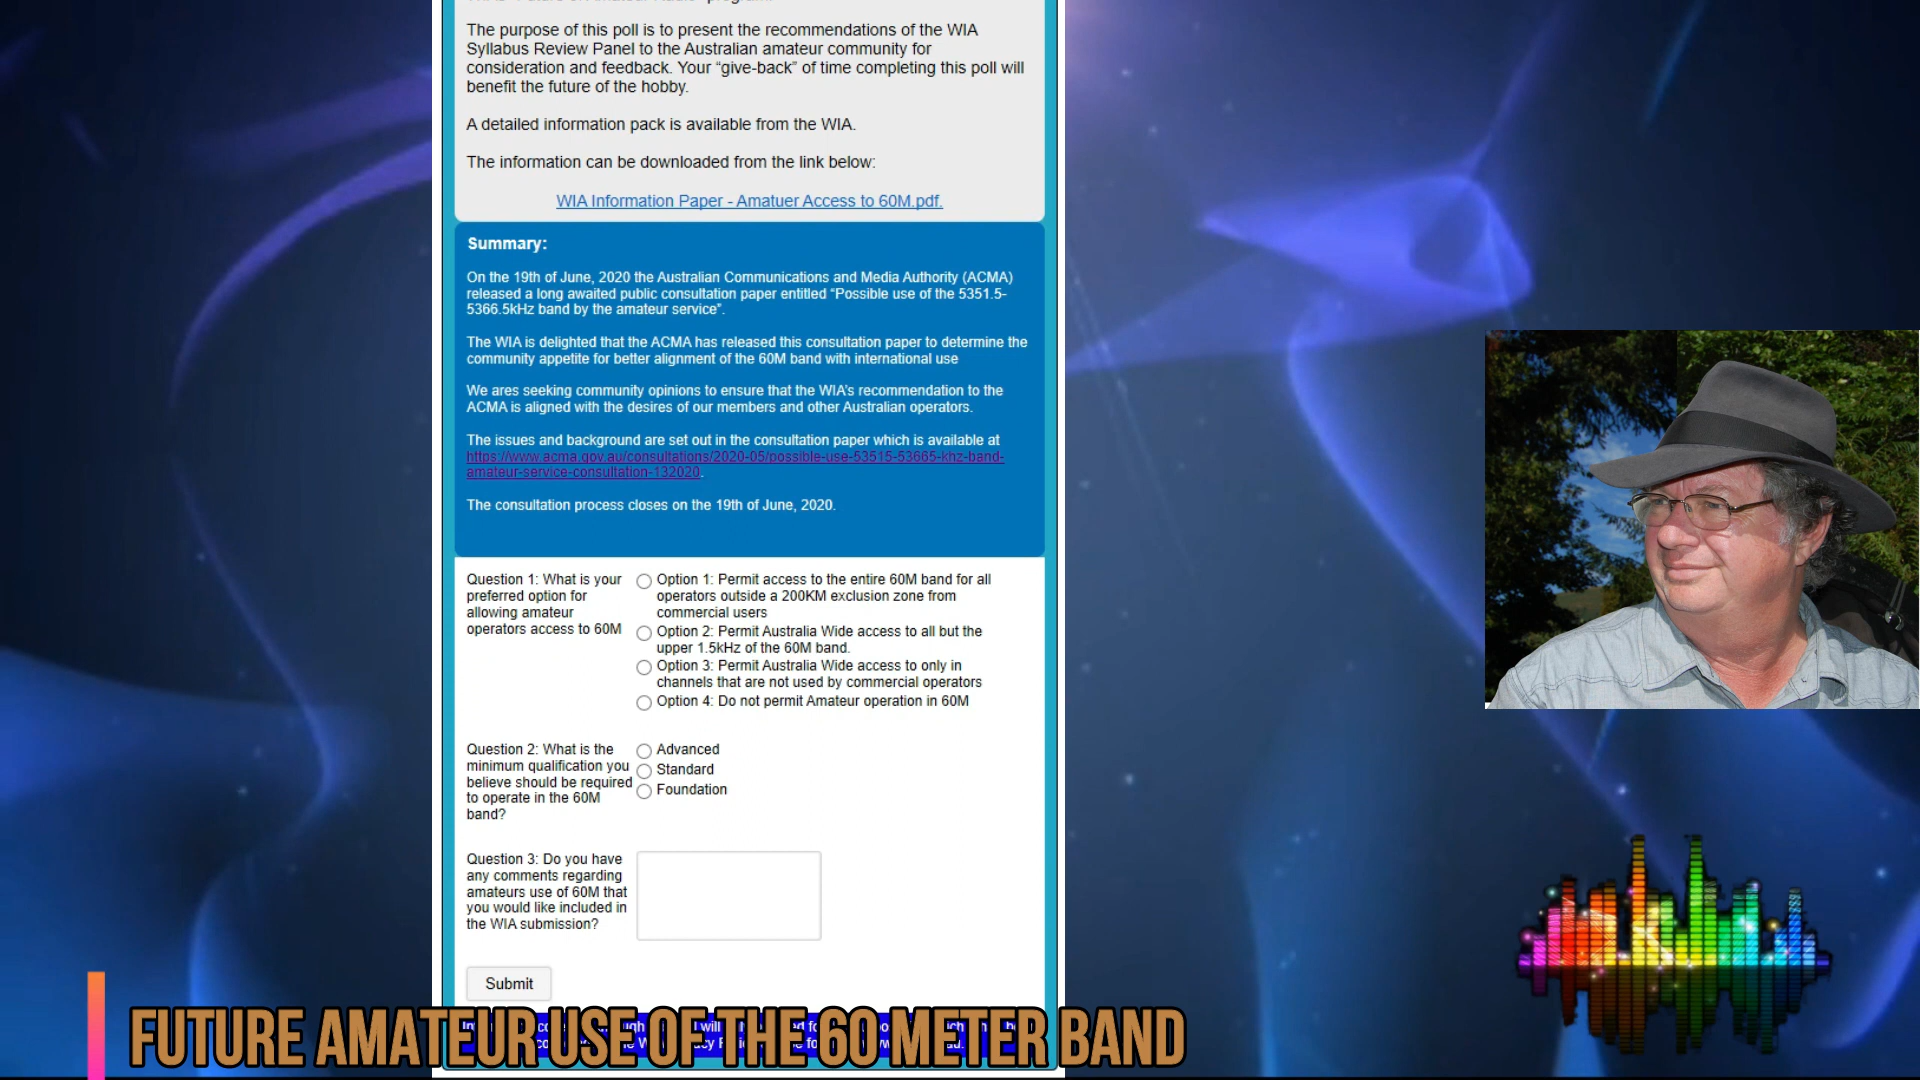 The purpose of this poll is to present the recommendations of the WIA
Syllabus Review Panel to the Australian amateur community for
consideration and feedback. Your “give-back” of time completing this poll will
benefit the future of the hobby.
A detailed information pack is available from the WIA.
The information can be downloaded from the link below:
WIA Information Paper - Amatuer Access to 60M.pdf.
Summary:
On the 19th of June, 2020 the Australian Communications and Media Authority (ACMA)
released a long awaited public consultation paper entitled “Possible use of the 5351.5-
5366.5kHz band by the amateur service”.
The WIA is delighted that the ACMA has released this consultation paper to determine the
community appetite for better alignment of the 60M band with international use
We ares seeking community opinions to ensure that the WIA's recommendation to the
ACMA is aligned with the desires of our members and other Australian operators.
The issues and background are set out in the consultation paper which is available at
https://www.acma.gov.au/consultations/2020-05/possible-use-53515-53665-khz-band-
amateur-service-consultation-132020.
The consultation process closes on the 19th of June, 2020.
Question 1: What is your
preferred option for
allowing amateur
operators access to 60M
Option 1: Permit access to the entire 60M band for all
operators outside a 200KM exclusion zone from
commercial users
Option 2: Permit Australia Wide access to all but the
upper 1.5kHz of the 60M band.
Option 3: Permit Australia Wide access to only in
channels that are not used by commercial operators
Option 4: Do not permit Amateur operation in 60M
Question 2: What is the
minimum qualification you
believe should be required
to operate in the 60M
band?
Advanced
Standard
Foundation
Question 3: Do you have
any comments regarding
amateurs use of 60M that
you would like included in
the WIA submission?
Submit
FUTURE AMATEUR USE OF THE 60 METER BAND